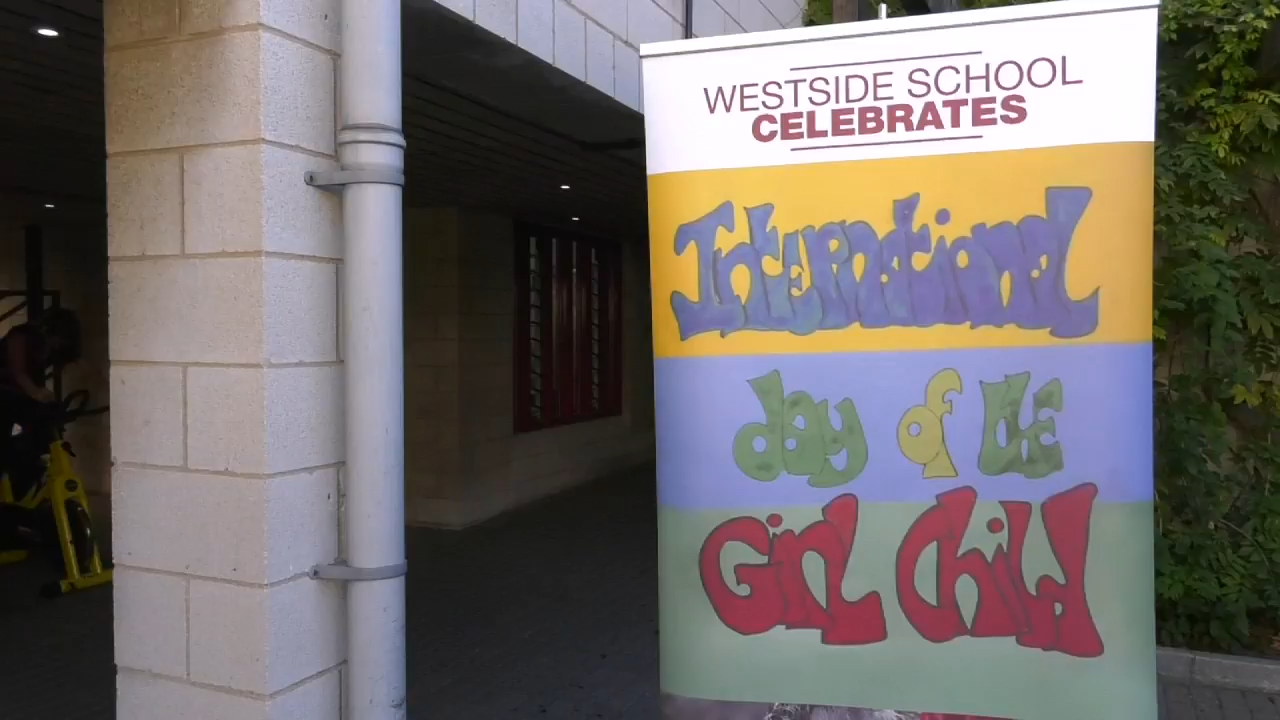 WESTSIDE SCHOOL
CELEBRATES
International
day of the
Girl Child